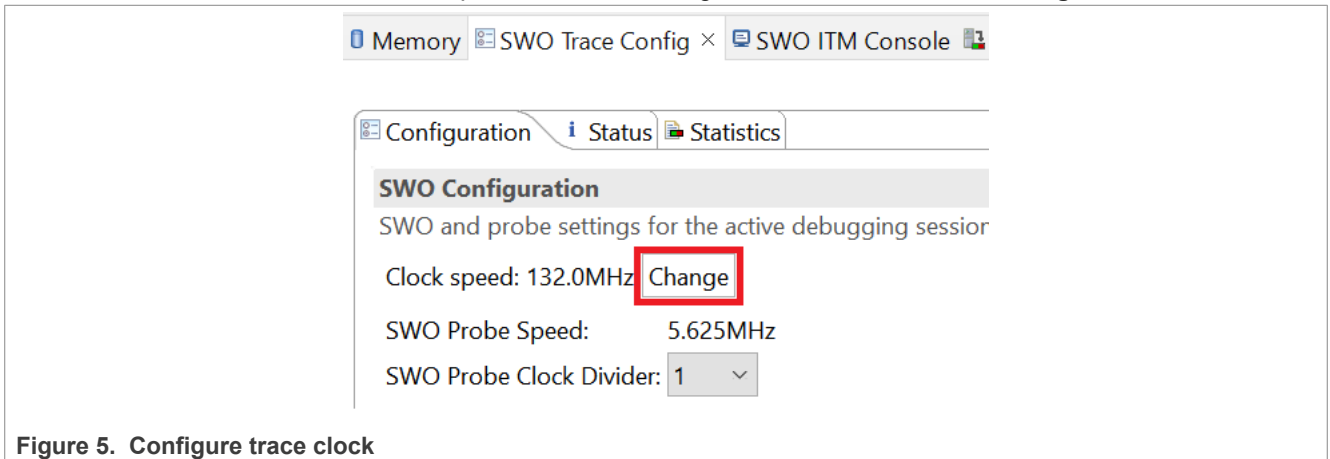 Memory SWO Trace Config × SWO ITM Console
Configuration i Status Statistics
SWO Configuration
SWO and probe settings for the active debugging session
Clock speed: 132.0MHz Change
SWO Probe Speed: 5.625MHz
SWO Probe Clock Divider: 1
Figure 5. Configure trace clock